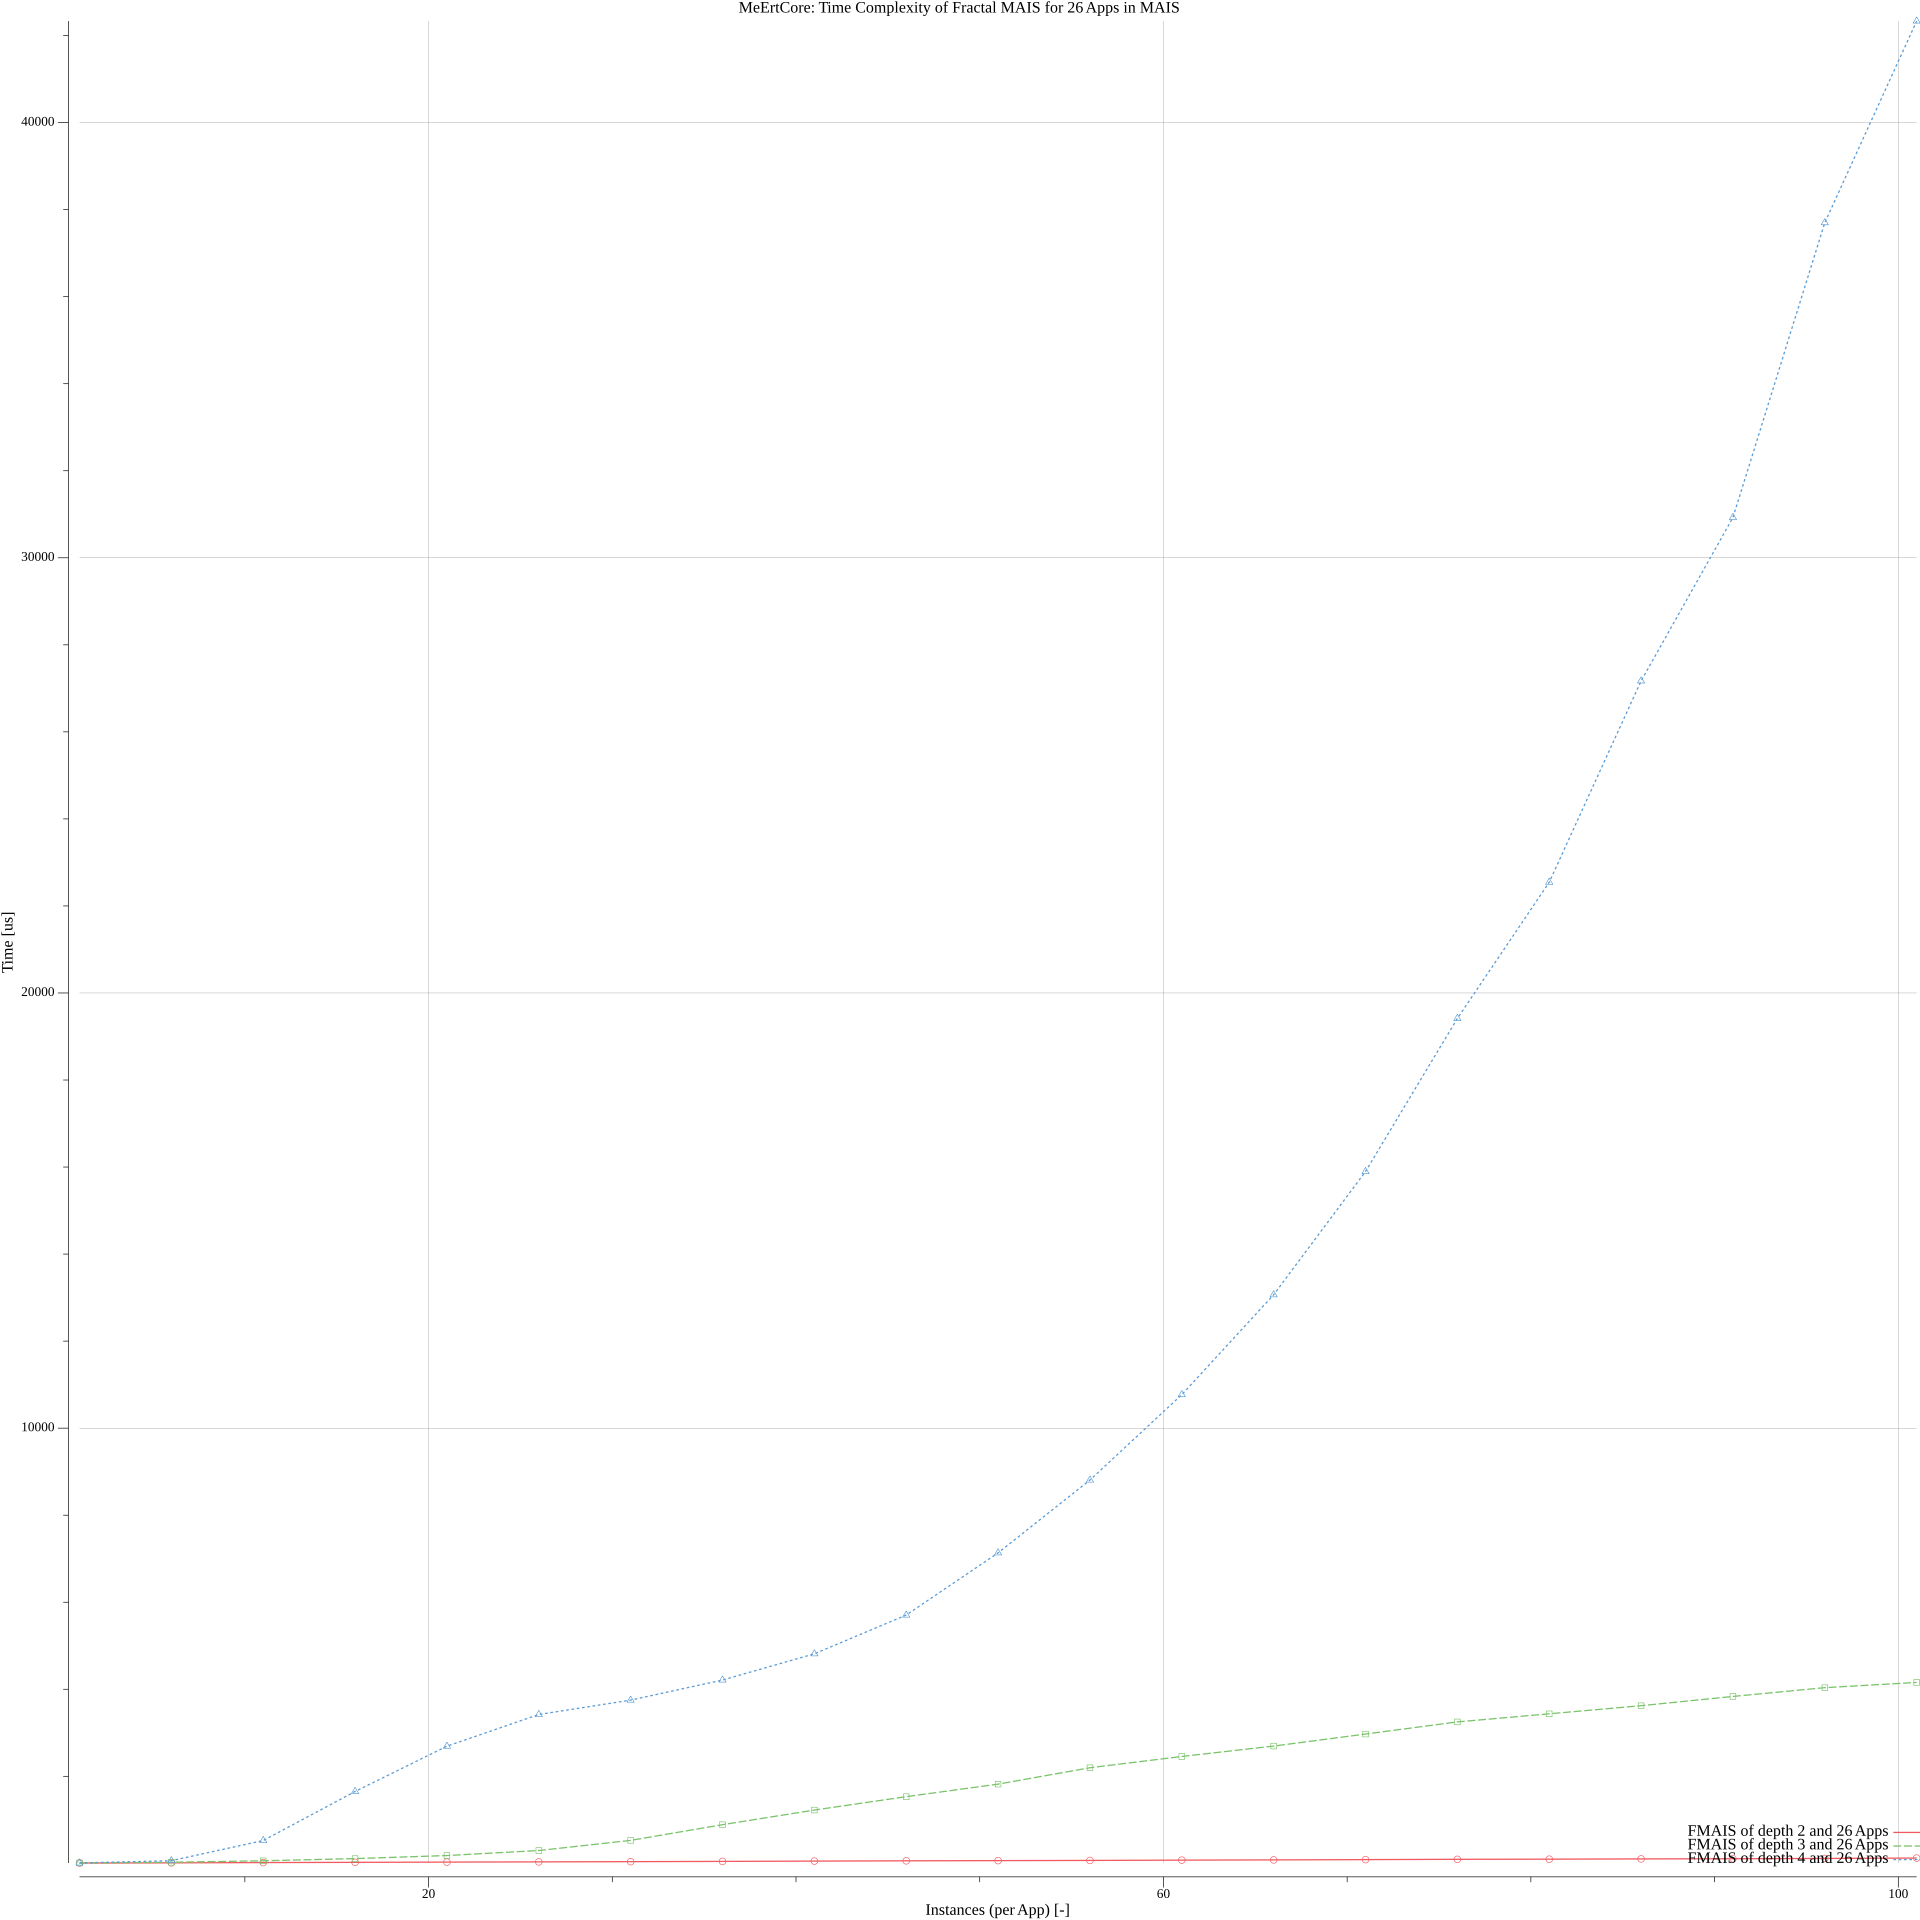 MeErtCore: Time Complexity of Fractal MAIS for 26 Apps in MAIS
40000
30000
20000
10000
Time [us]
FMAIS of depth 2 and 26 Apps
FMAIS of depth 3 and 26 Apps
FMAIS of depth 4 and 26 Apps
20
60
100
Instances (per App) [-]